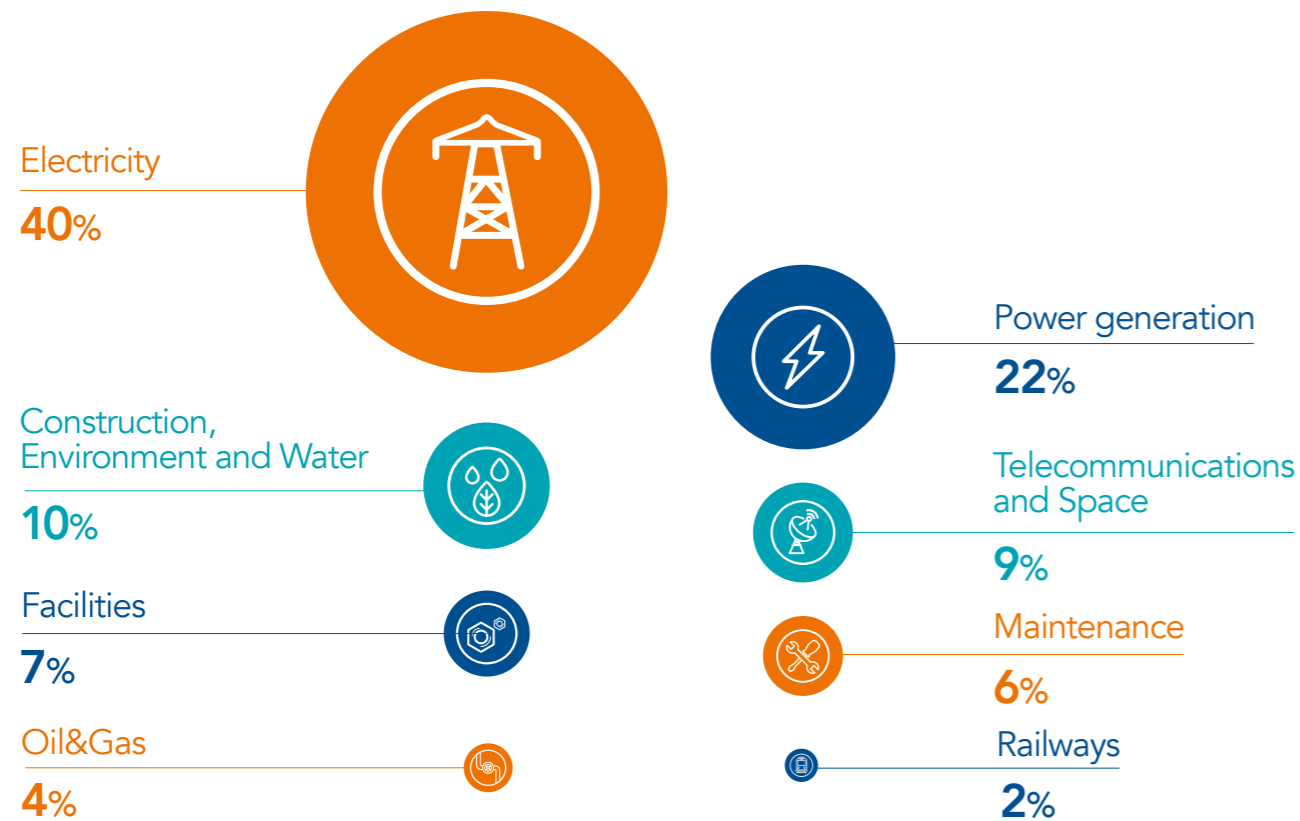 Electricity
40%
Power generation
22%
Construction,
Environment and Water
10%
Telecommunications
and Space
9%
Facilities
7%
Maintenance
6%
Oil&Gas
4%
Railways
2%